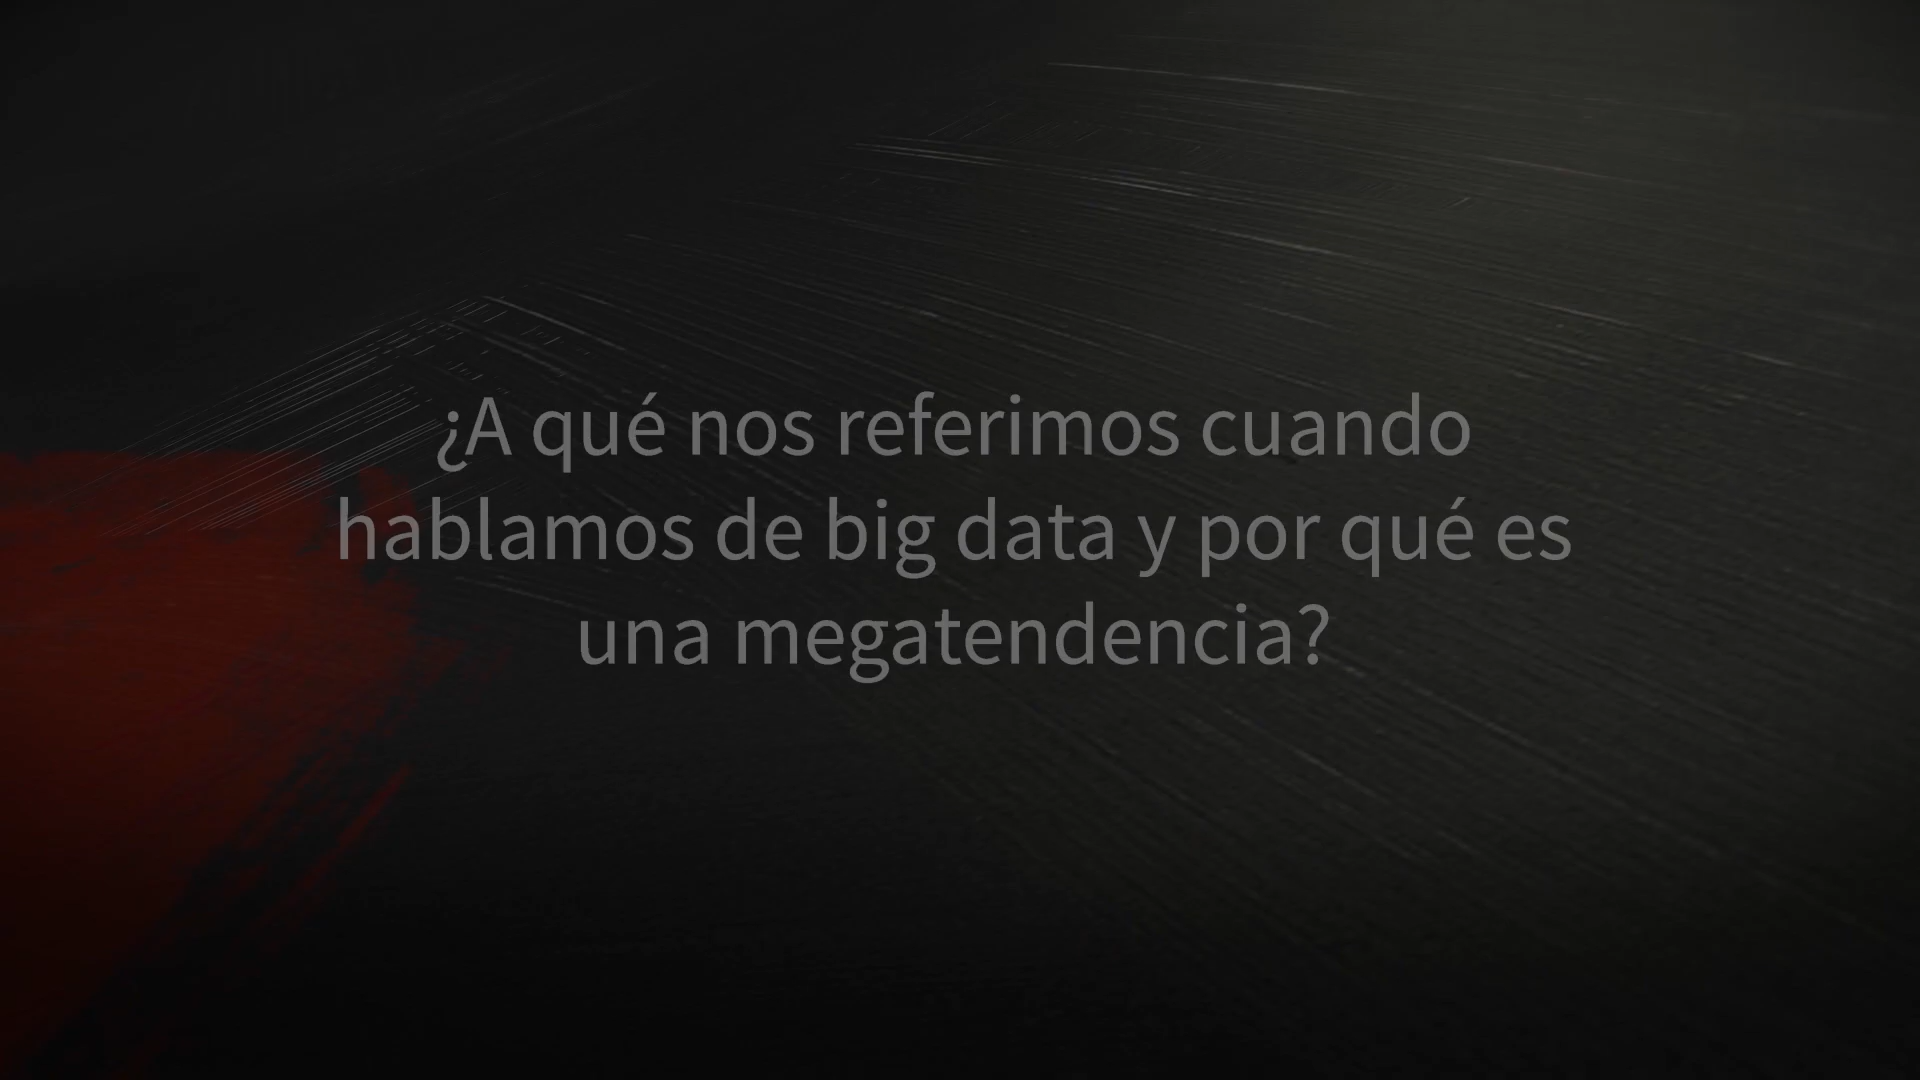 ¿A qué nos referimos cuando
hablamos de big data y por qué es
una megatendencia?